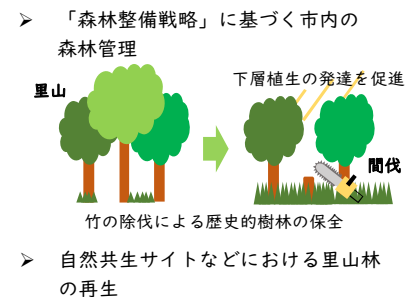 ➢ 「森林整備戦略」に基づく市内の
森林管理
里山
下層植生の発達を促進
間伐
竹の除伐による歴史的樹林の保全
➢ 自然共生サイトなどにおける里山林
の再生